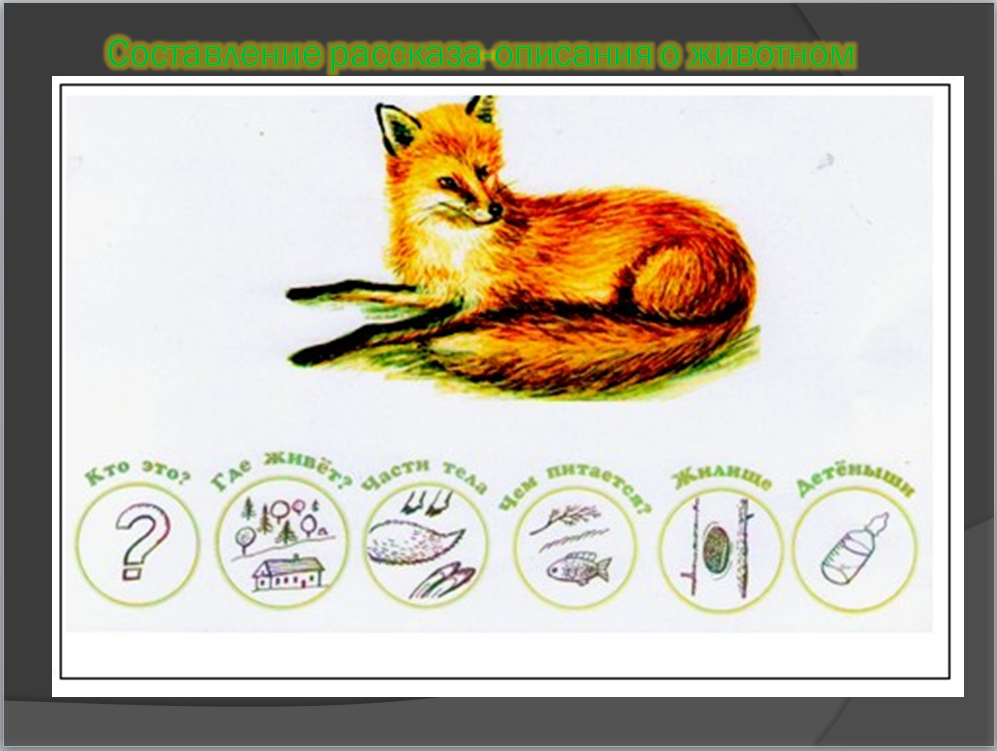 Составление рассказа-описания о животном
Кто это? Где живёт? Части тела Чем питается? Жилище Детёныши
?